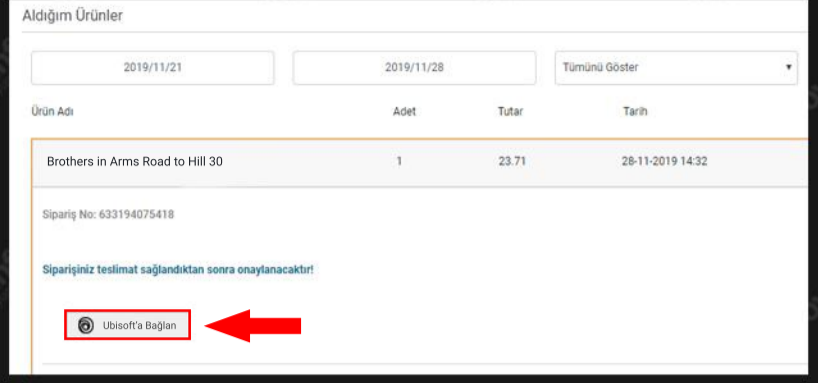 Aldığım Ürünler
2019/11/21 2019/11/28 Tümünü Göster
Ürün Adı Adet Tutar Tarih
Brothers in Arms Road to Hill 30 1 23.71 28-11-2019 14:32
Sipariş No: 633194075418
Siparişiniz teslimat sağlandıktan sonra onaylanacaktır!
Ubisoft'a Bağlan